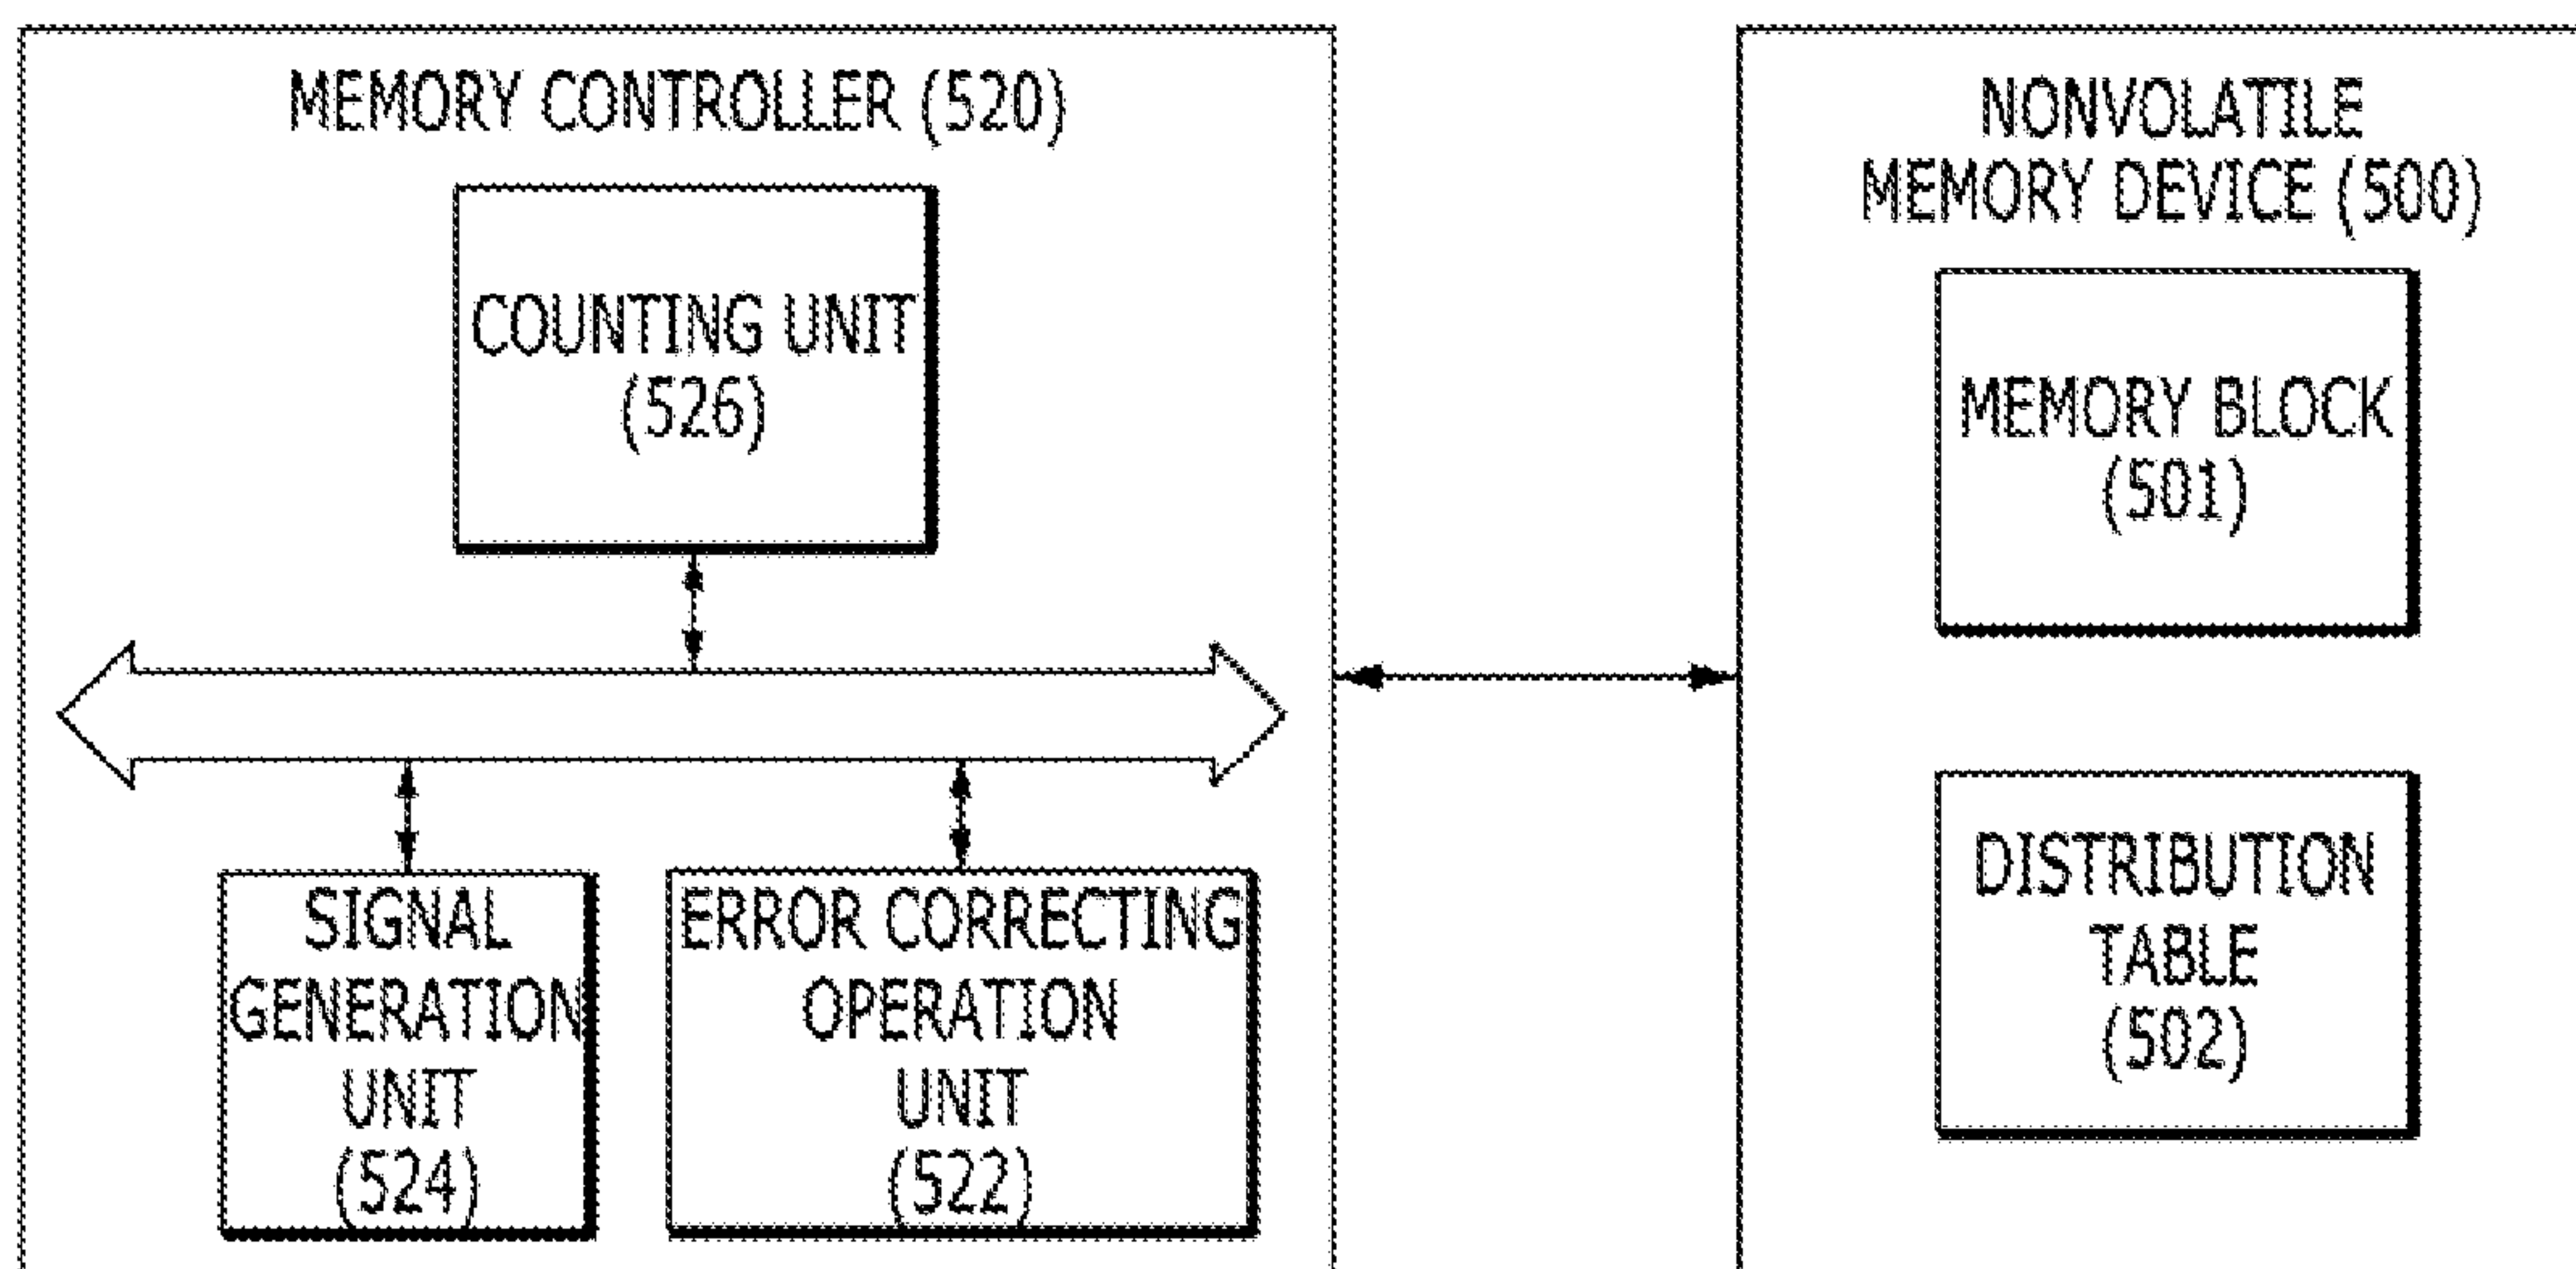 MEMORY CONTROLLER (520)
COUNTING UNIT
(526)
SIGNAL
GENERATION
UNIT
(524)
ERROR CORRECTING
OPERATION
UNIT
(522)
NONVOLATILE
MEMORY DEVICE (500)
MEMORY BLOCK
(501)
DISTRIBUTION
TABLE
(502)